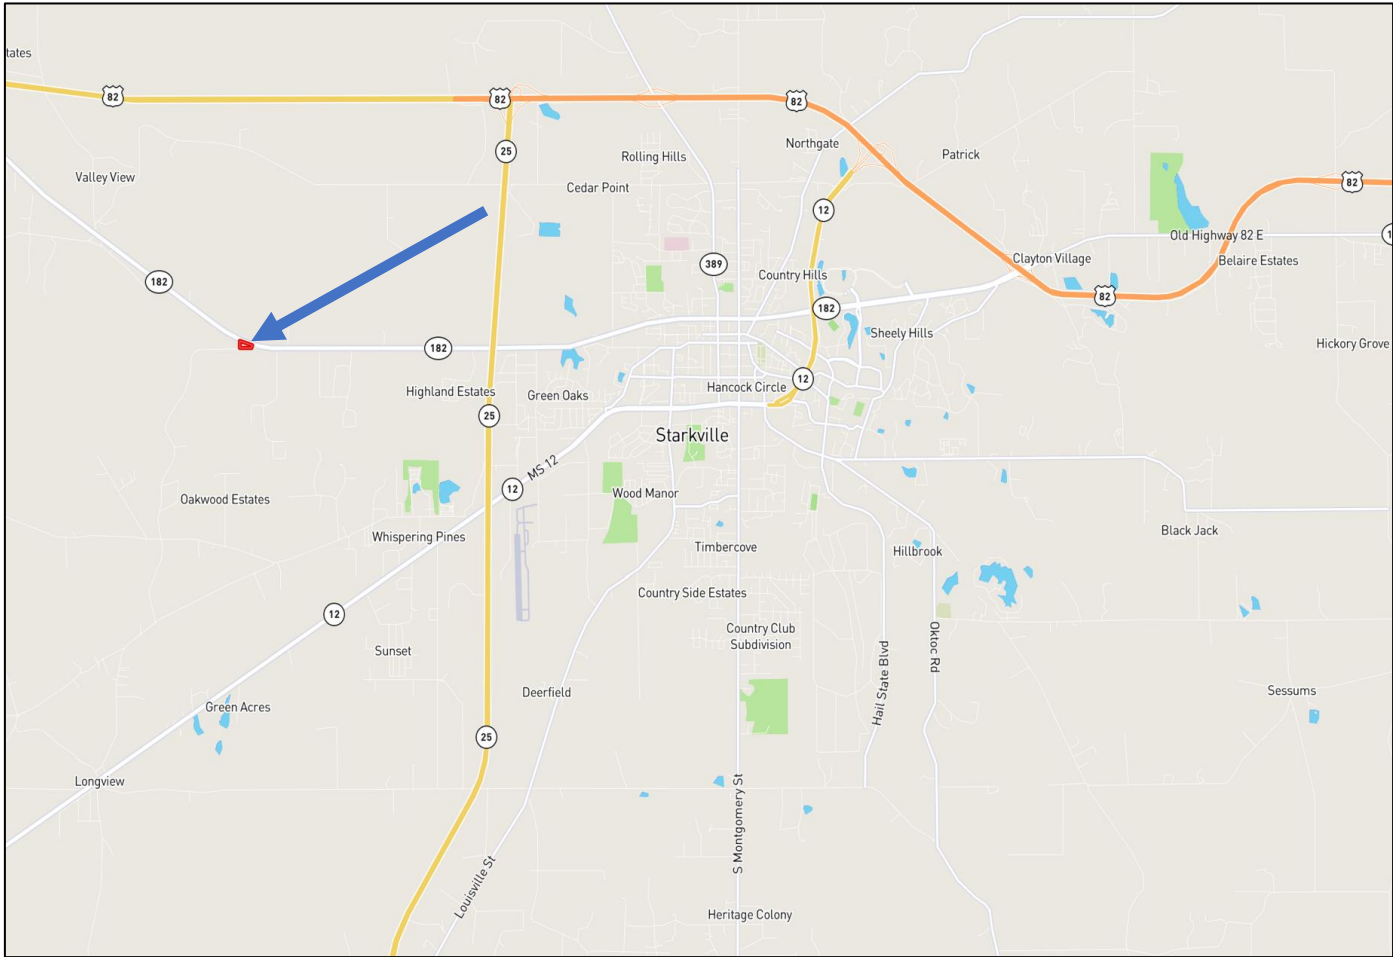 tates
82
82
82
Northgate
25
Rolling Hills
Patrick
Valley View
Cedar Point
82
12
Old Highway 82 E
1
Clayton Village
Belaire Estates
389
Country Hills
182
82
182
Sheely Hills
Hickory Grove
182
12
Hancock Circle
Highland Estates
Green Oaks
25
Starkville
MS 12
12
Wood Manor
Oakwood Estates
Black Jack
Whispering Pines
Timbercove
Hillbrook
Country Side Estates
12
Country Club
Subdivision
Oktoc Rd
Sunset
Hail State Blvd
Deerfield
Sessums
Green Acres
25
Longview
S Montgomery St
Louisville St
Heritage Colony